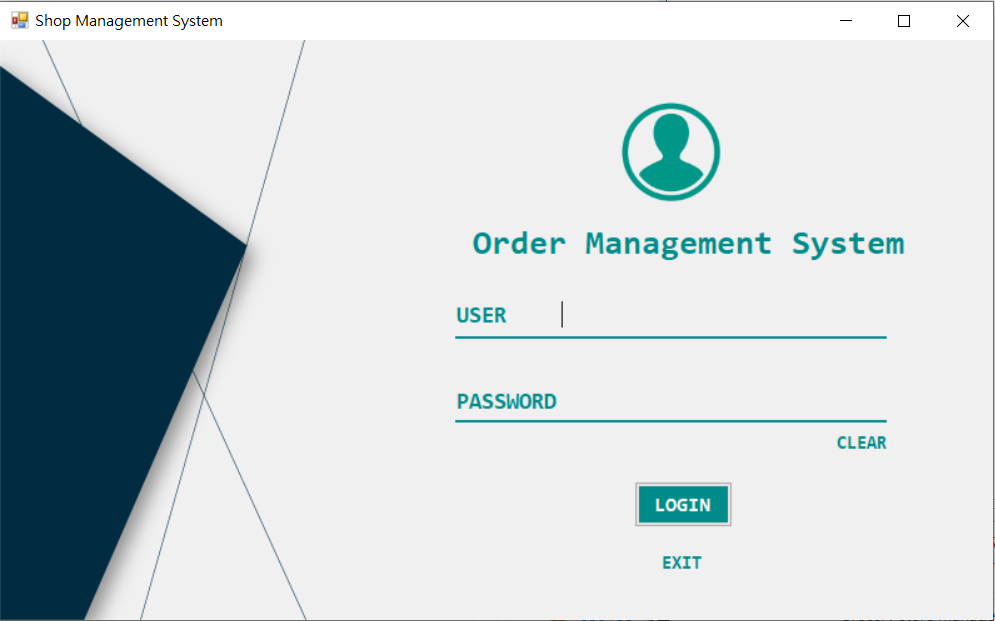 Shop Management System
Order Management System
USER
PASSWORD
CLEAR
LOGIN
EXIT